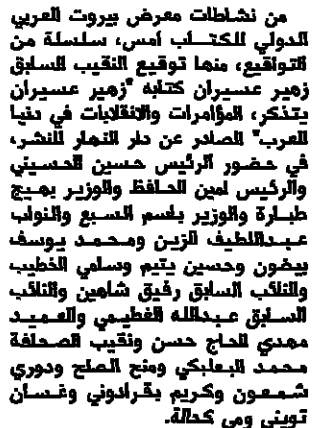 من نشاطات معرض بيروت العربي
الدولي للكتاب أمس، سلسلة من
التواقيع، منها توقيع النقيب السابق
زهير عسيران كتابه "زهير عسيران
يتذكر، المؤامرات والانقلابات في دنيا
العرب" الصادر عن دار النهار للنشر،
في حضور الرئيس حسين الحسيني
والرئيس امين الحافظ والوزير بهيج
طبارة والوزير باسم السبع والنواب
عبداللطيف الزين ومحمد يوسف
بيضون وحسين يتيم وسامي الخطيب
والنائب السابق رفيق شاهين والنائب
السابق عبدالله الغطيمي والعميد
مهدي الحاج حسن ونقيب الصحافة
محمد البعلبكي ومنح الصلح ودوري
شمعون وكريم بقرادوني وغسان
تويني ومي كحالة.